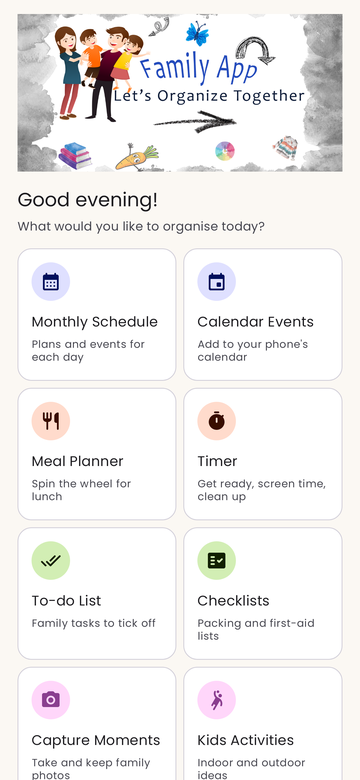 Family App
Let's Organize Together
Good evening!
What would you like to organise today?
Monthly Schedule
Plans and events for
each day
Calendar Events
Add to your phone's
calendar
Meal Planner
Spin the wheel for
lunch
Timer
Get ready, screen time,
clean up
To-do List
Family tasks to tick off
Checklists
Packing and first-aid
lists
Capture Moments
Take and keep family
photos
Kids Activities
Indoor and outdoor
ideas